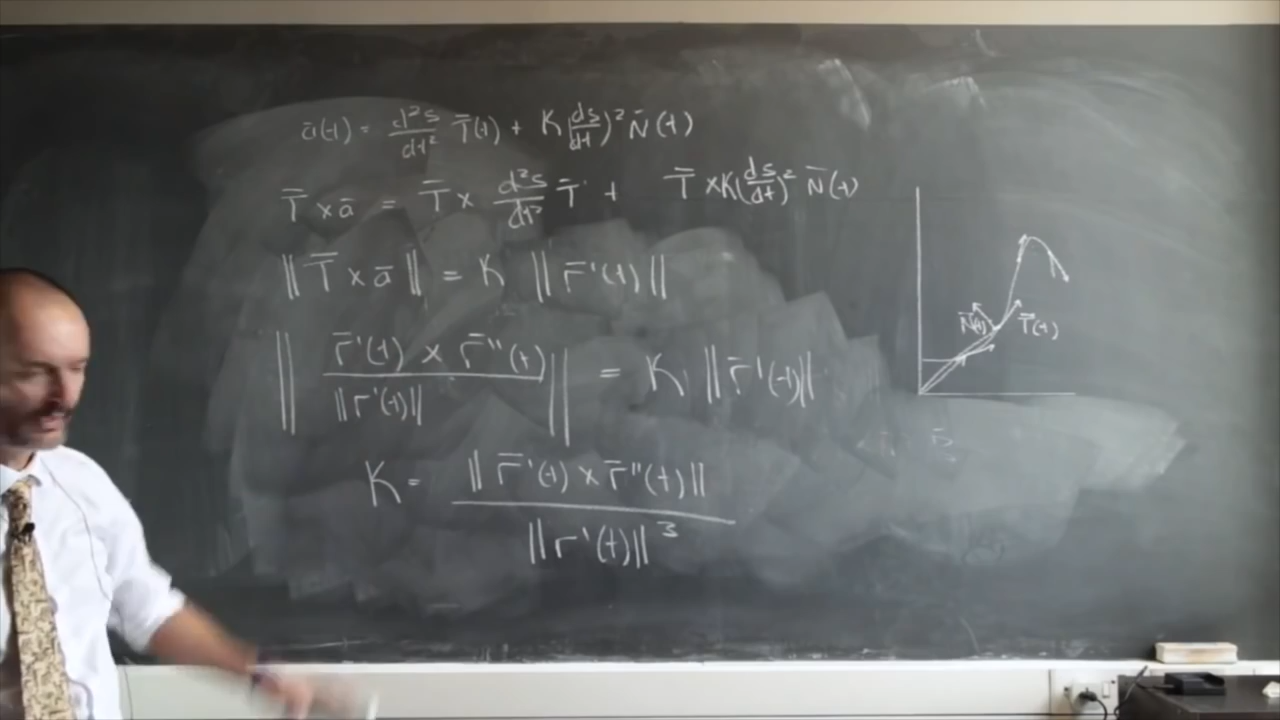 ā(t) = d²s/dt² T̄(t) + K(ds/dt)² N̄(t)
T̄ × ā = T̄ × d²s/dt² T̄ + T̄ × K(ds/dt)² N̄(t)
‖T̄ × ā‖ = K ‖r̄'(t)‖
‖ r̄'(t) × r̄''(t) / ‖r'(t)‖ ‖ = K ‖r̄'(t)‖
K = ‖r̄'(t) × r̄''(t)‖ / ‖r'(t)‖³
N̄(t) T̄(t)